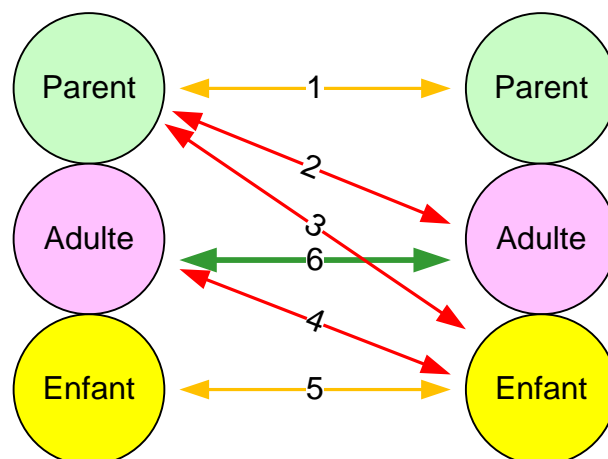 Parent 1 Parent
2
3
Adulte 6 Adulte
4
Enfant 5 Enfant